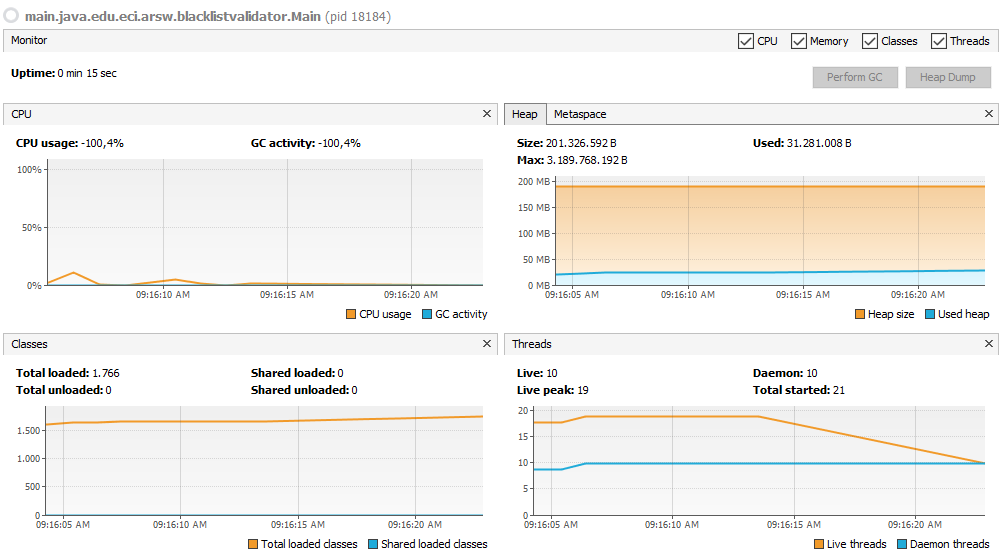 main.java.edu.eci.arsw.blacklistvalidator.Main (pid 18184)
Monitor
CPU Memory Classes Threads
Uptime: 0 min 15 sec
Perform GC Heap Dump
CPU
CPU usage: -100,4% GC activity: -100,4%
100%
50%
0%
09:16:10 AM 09:16:15 AM 09:16:20 AM
CPU usage GC activity
Heap Metaspace
Size: 201.326.592 B Used: 31.281.008 B
Max: 3.189.768.192 B
200 MB
150 MB
100 MB
50 MB
0 MB
09:16:05 AM 09:16:10 AM 09:16:15 AM 09:16:20 AM
Heap size Used heap
Classes
Total loaded: 1.766 Shared loaded: 0
Total unloaded: 0 Shared unloaded: 0
1.500
1.000
500
0
09:16:05 AM 09:16:10 AM 09:16:15 AM 09:16:20 AM
Total loaded classes Shared loaded classes
Threads
Live: 10 Daemon: 10
Live peak: 19 Total started: 21
20
15
10
5
0
09:16:05 AM 09:16:10 AM 09:16:15 AM 09:16:20 AM
Live threads Daemon threads